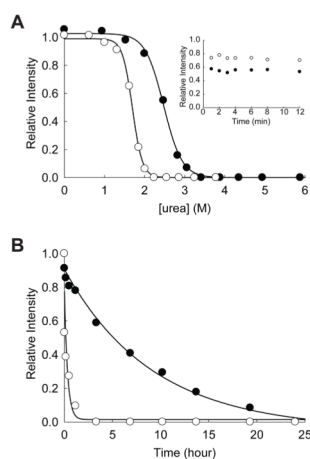 A
1.0
0.8
0.6
0.4
0.2
0.0
Relative Intensity
0 1 2 3 4 5 6
[urea] (M)
1.0
0.8
0.6
0.4
0.2
0.0
Relative Intensity
0 2 4 6 8 10 12
Time (min)
B
1.0
0.8
0.6
0.4
0.2
0.0
Relative Intensity
0 5 10 15 20 25
Time (hour)